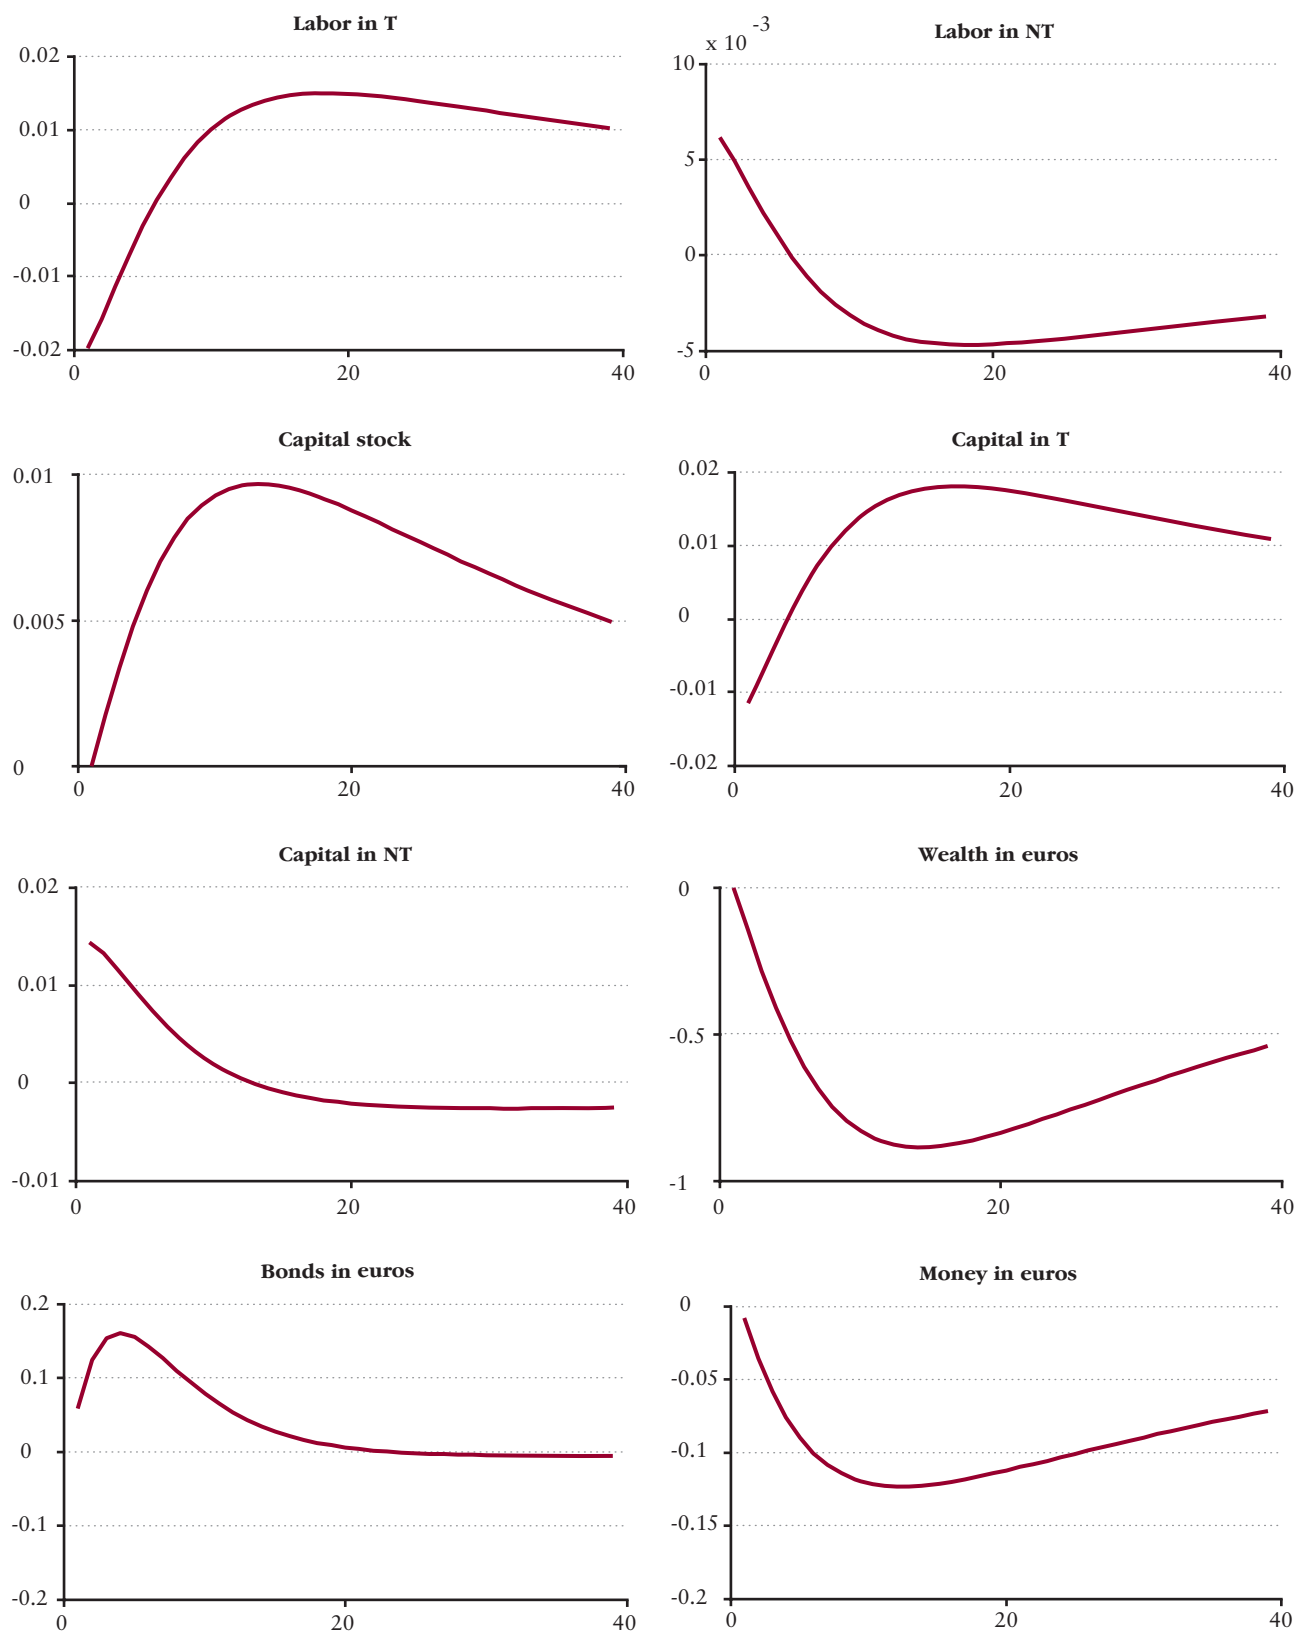 Labor in T
0.02
0.01
0
-0.01
-0.02
0 20 40
Labor in NT
x 10 -3
10
5
0
-5
0 20 40
Capital stock
0.01
0.005
0
0 20 40
Capital in T
0.02
0.01
0
-0.01
-0.02
0 20 40
Capital in NT
0.02
0.01
0
-0.01
0 20 40
Wealth in euros
0
-0.5
-1
0 20 40
Bonds in euros
0.2
0.1
0
-0.1
-0.2
0 20 40
Money in euros
0
-0.05
-0.1
-0.15
-0.2
0 20 40